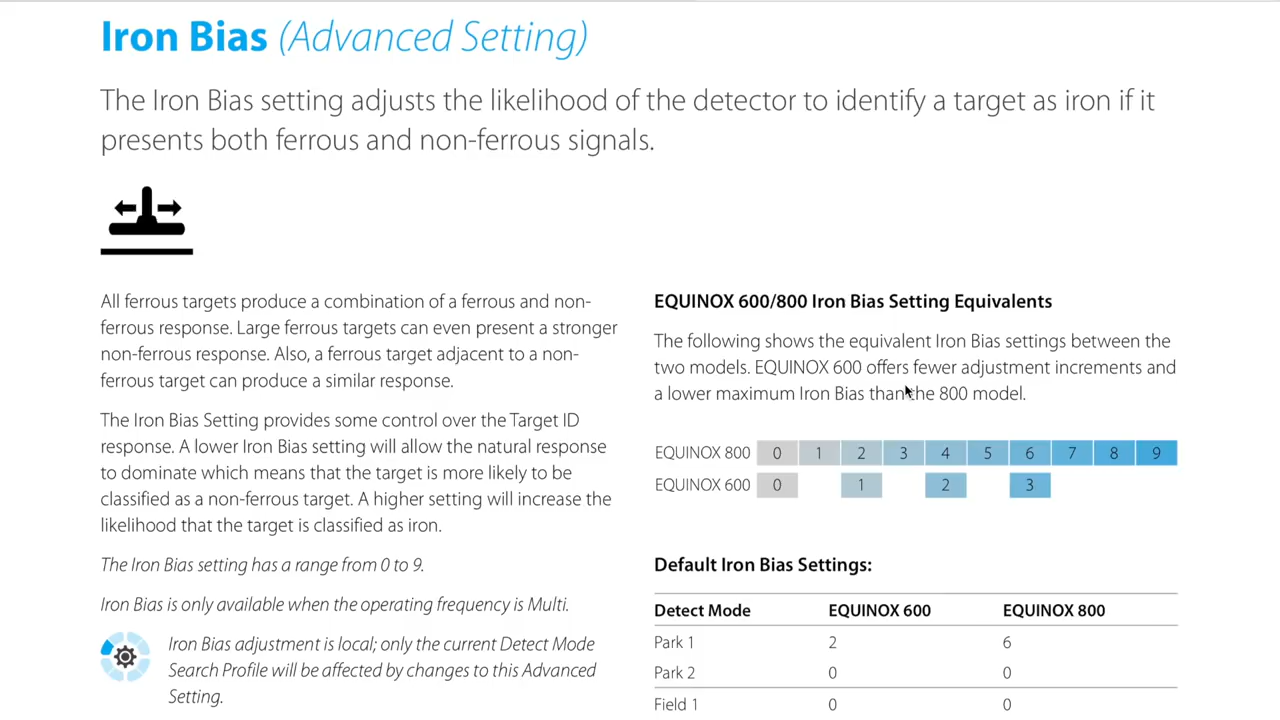 Iron Bias (Advanced Setting)
The Iron Bias setting adjusts the likelihood of the detector to identify a target as iron if it
presents both ferrous and non-ferrous signals.
All ferrous targets produce a combination of a ferrous and non-
ferrous response. Large ferrous targets can even present a stronger
non-ferrous response. Also, a ferrous target adjacent to a non-
ferrous target can produce a similar response.
The Iron Bias Setting provides some control over the Target ID
response. A lower Iron Bias setting will allow the natural response
to dominate which means that the target is more likely to be
classified as a non-ferrous target. A higher setting will increase the
likelihood that the target is classified as iron.
The Iron Bias setting has a range from 0 to 9.
Iron Bias is only available when the operating frequency is Multi.
Iron Bias adjustment is local; only the current Detect Mode
Search Profile will be affected by changes to this Advanced
Setting.
EQUINOX 600/800 Iron Bias Setting Equivalents
The following shows the equivalent Iron Bias settings between the
two models. EQUINOX 600 offers fewer adjustment increments and
a lower maximum Iron Bias than the 800 model.
EQUINOX 800 0 1 2 3 4 5 6 7 8 9
EQUINOX 600 0 1 2 3
Default Iron Bias Settings:
Detect Mode EQUINOX 600 EQUINOX 800
Park 1 2 6
Park 2 0 0
Field 1 0 0